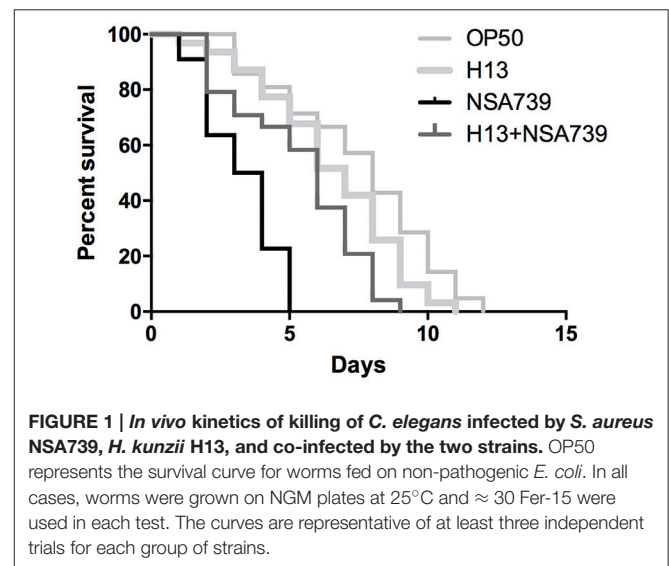 100
80
60
40
20
0
Percent survival
OP50
H13
NSA739
H13+NSA739
0 5 10 15
Days
FIGURE 1 | In vivo kinetics of killing of C. elegans infected by S. aureus
NSA739, H. kunzii H13, and co-infected by the two strains. OP50
represents the survival curve for worms fed on non-pathogenic E. coli. In all
cases, worms were grown on NGM plates at 25°C and ≈ 30 Fer-15 were
used in each test. The curves are representative of at least three independent
trials for each group of strains.